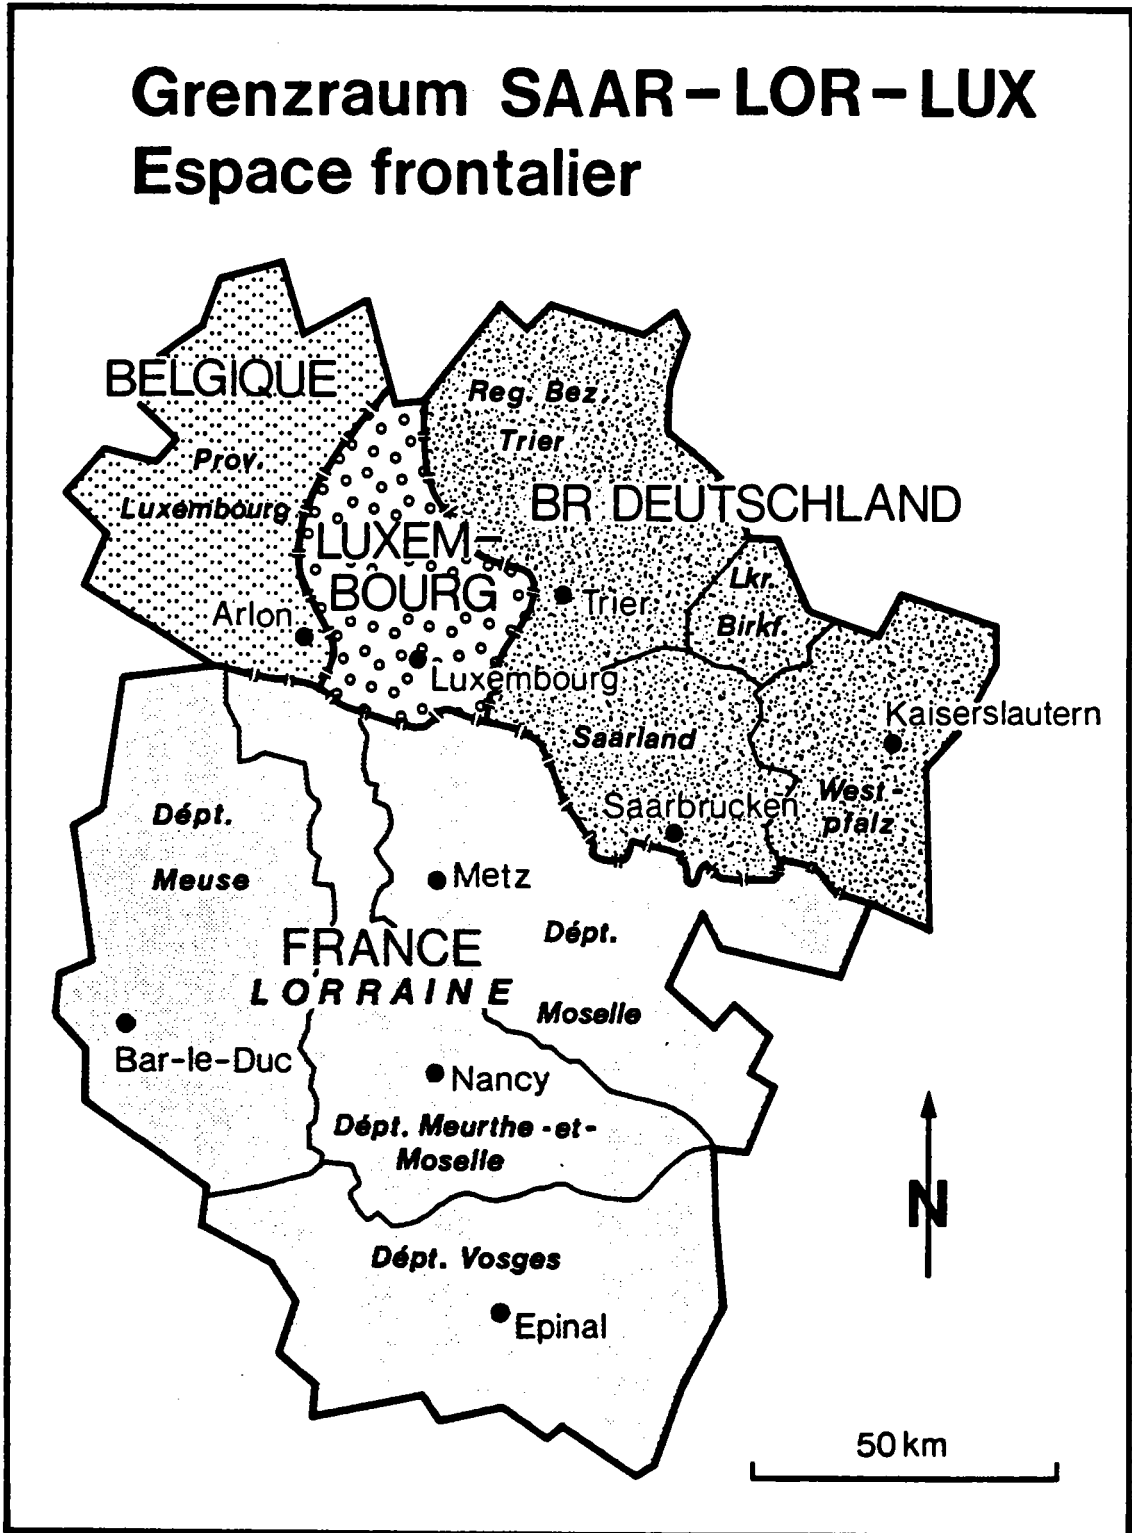 Grenzraum SAAR-LOR-LUX
Espace frontalier
BELGIQUE
Prov.
Luxembourg
Arlon
LUXEM-
BOURG
Luxembourg
Reg. Bez.
Trier
BR DEUTSCHLAND
Trier
Lkr.
Birkf.
Saarland
Saarbrücken
Kaiserslautern
West-
pfalz
Dépt.
Meuse
Metz
FRANCE
LORRAINE
Dépt.
Moselle
Bar-le-Duc
Nancy
Dépt. Meurthe-et-
Moselle
Dépt. Vosges
Epinal
N
50 km